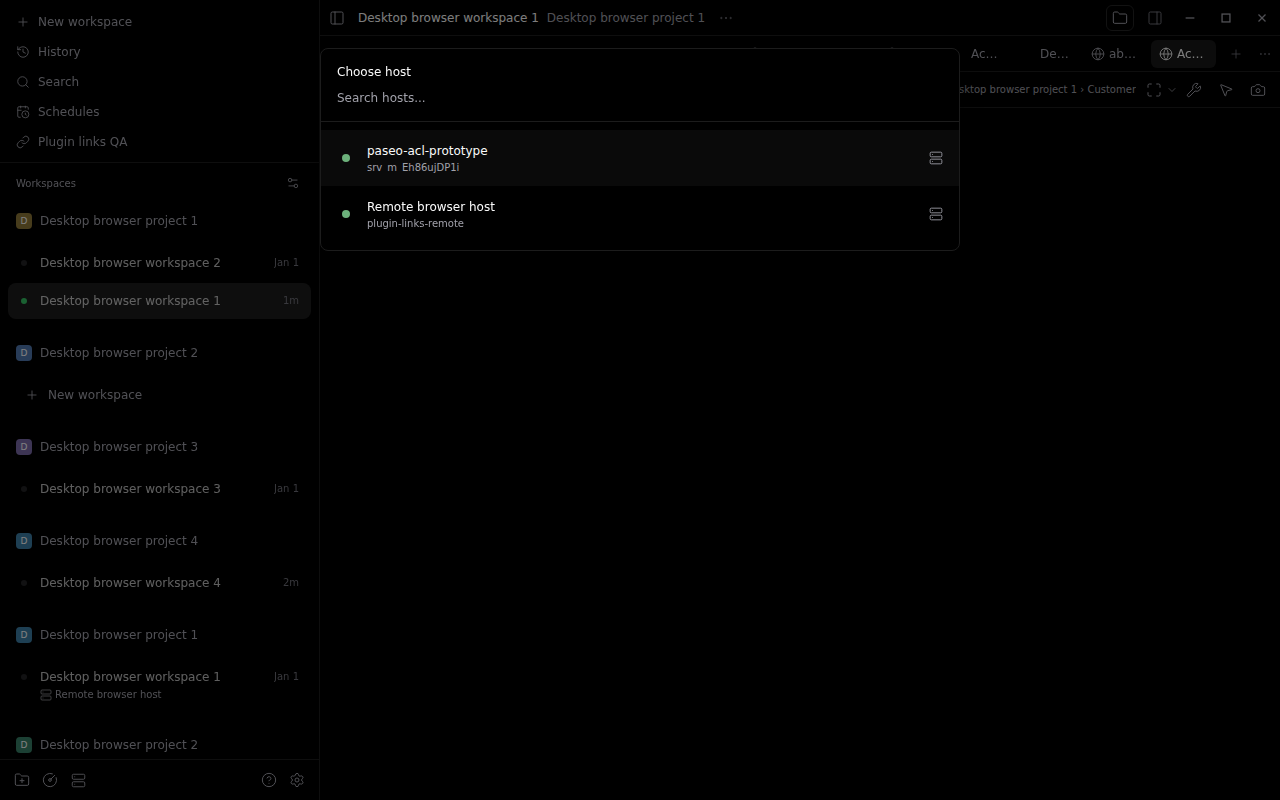 New workspace
History
Search
Schedules
Plugin links QA
Workspaces
D Desktop browser project 1
Desktop browser workspace 2 Jan 1
Desktop browser workspace 1 1m
D Desktop browser project 2
New workspace
D Desktop browser project 3
Desktop browser workspace 3 Jan 1
D Desktop browser project 4
Desktop browser workspace 4 2m
D Desktop browser project 1
Desktop browser workspace 1 Jan 1
Remote browser host
D Desktop browser project 2
Desktop browser workspace 1 Desktop browser project 1 ...
Ac... De... ab... Ac...
sktop browser project 1 › Customer
Choose host
Search hosts...
paseo-acl-prototype
srv_m_Eh86ujDP1i
Remote browser host
plugin-links-remote